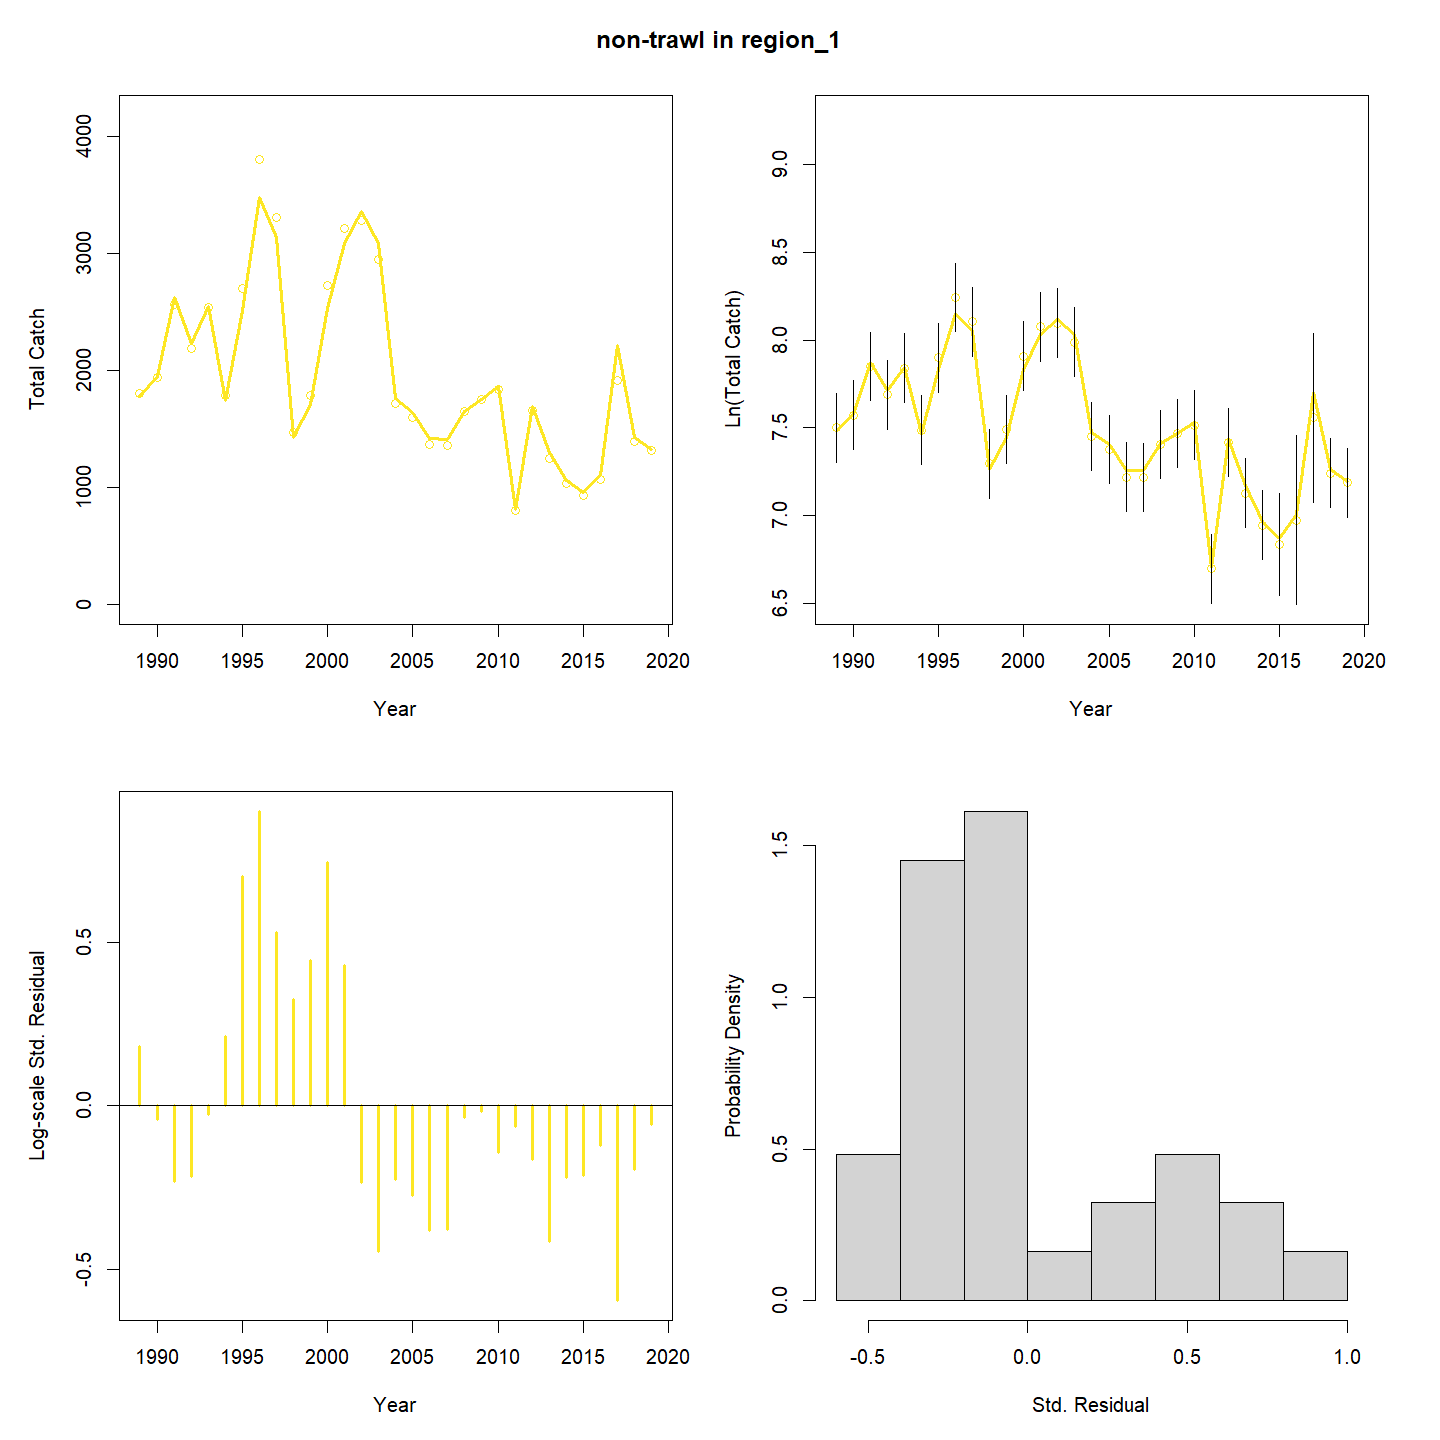 non-trawl in region_1
Total Catch
4000
3000
2000
1000
0
1990 1995 2000 2005 2010 2015 2020
Year
Ln(Total Catch)
9.0
8.5
8.0
7.5
7.0
6.5
1990 1995 2000 2005 2010 2015 2020
Year
Log-scale Std. Residual
0.5
0.0
-0.5
1990 1995 2000 2005 2010 2015 2020
Year
Probability Density
1.5
1.0
0.5
0.0
-0.5 0.0 0.5 1.0
Std. Residual